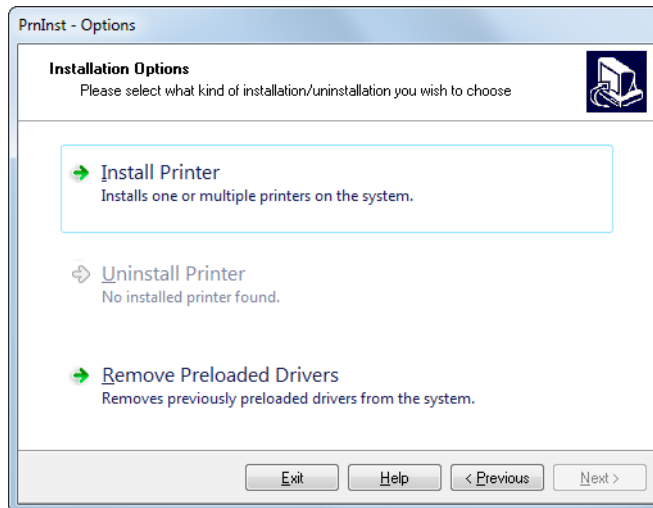 PrnInst - Options
Installation Options
Please select what kind of installation/uninstallation you wish to choose
Install Printer
Installs one or multiple printers on the system.
Uninstall Printer
No installed printer found.
Remove Preloaded Drivers
Removes previously preloaded drivers from the system.
Exit Help < Previous Next >